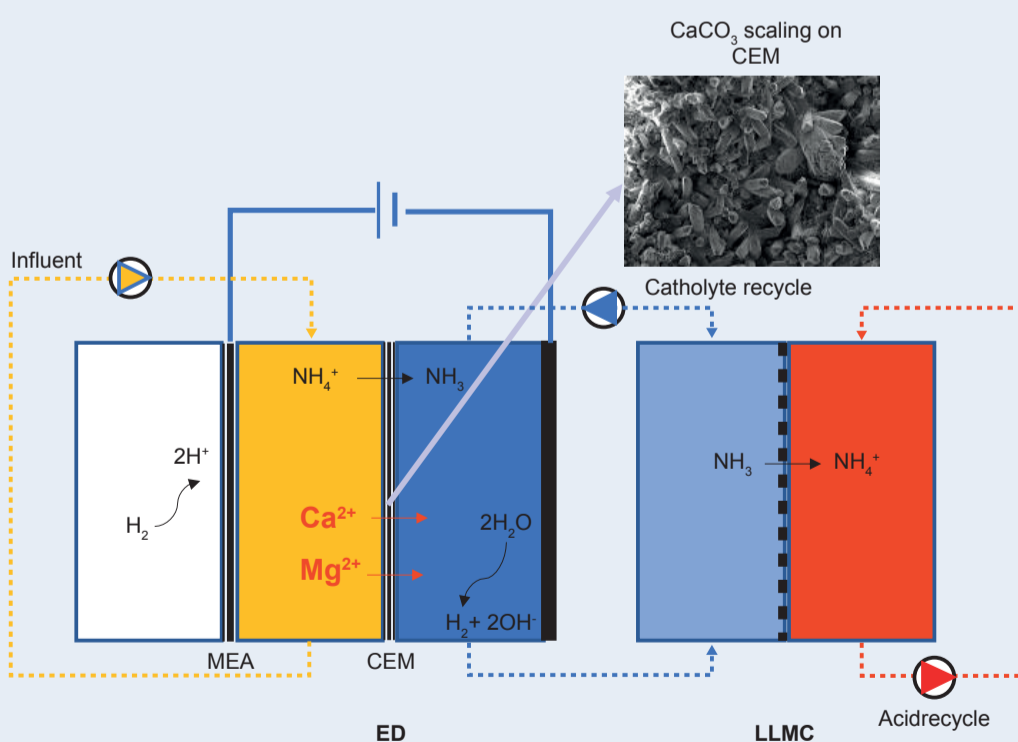 CaCO₃ scaling on
CEM
Influent
Catholyte recycle
NH₄⁺
NH₃
2H⁺
H₂
NH₃
NH₄⁺
Ca²⁺
2H₂O
Mg²⁺
H₂+ 2OH⁻
MEA
CEM
Acidrecycle
ED
LLMC